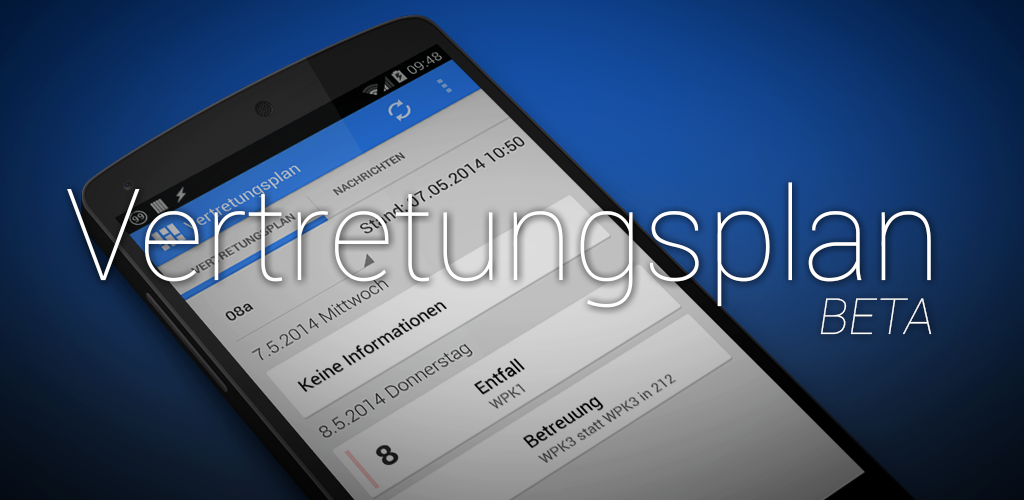 09:48
99
Vertretungsplan
VERTRETUNGSPLAN
NACHRICHTEN
Stand: 07.05.2014 10:50
08a
7.5.2014 Mittwoch
Keine Informationen
8.5.2014 Donnerstag
8
Entfall
WPK1
Betreuung
WPK3 statt WPK3 in 212
Vertretungsplan
BETA